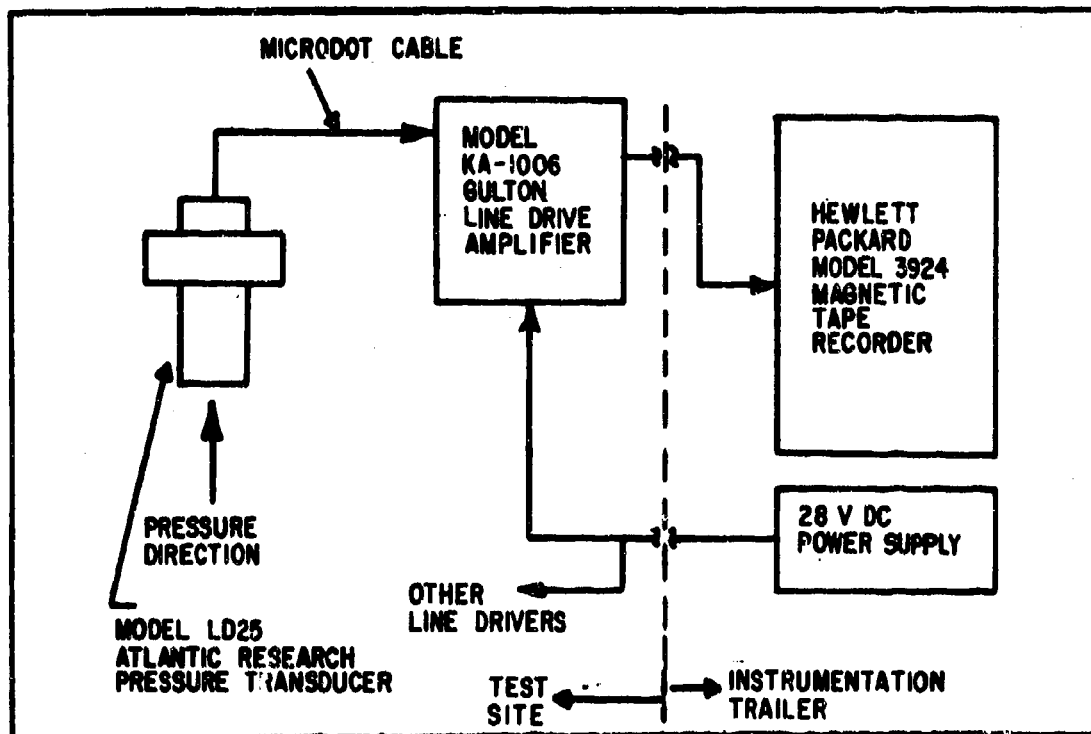 MICRODOT CABLE
MODEL
KA-1006
GULTON
LINE DRIVE
AMPLIFIER
HEWLETT
PACKARD
MODEL 3924
MAGNETIC
TAPE
RECORDER
PRESSURE
DIRECTION
28 V DC
POWER SUPPLY
OTHER
LINE DRIVERS
MODEL LD25
ATLANTIC RESEARCH
PRESSURE TRANSDUCER
TEST
SITE
INSTRUMENTATION
TRAILER